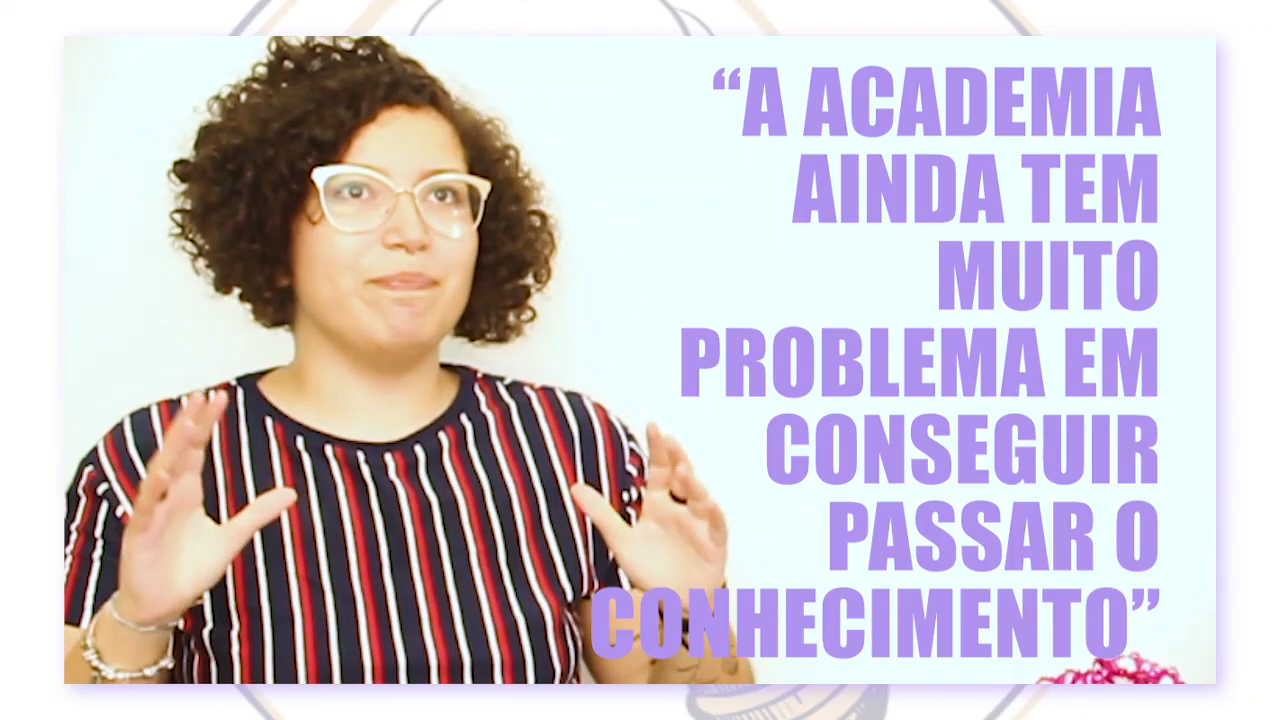 “A ACADEMIA
AINDA TEM
MUITO
PROBLEMA EM
CONSEGUIR
PASSAR O
CONHECIMENTO”